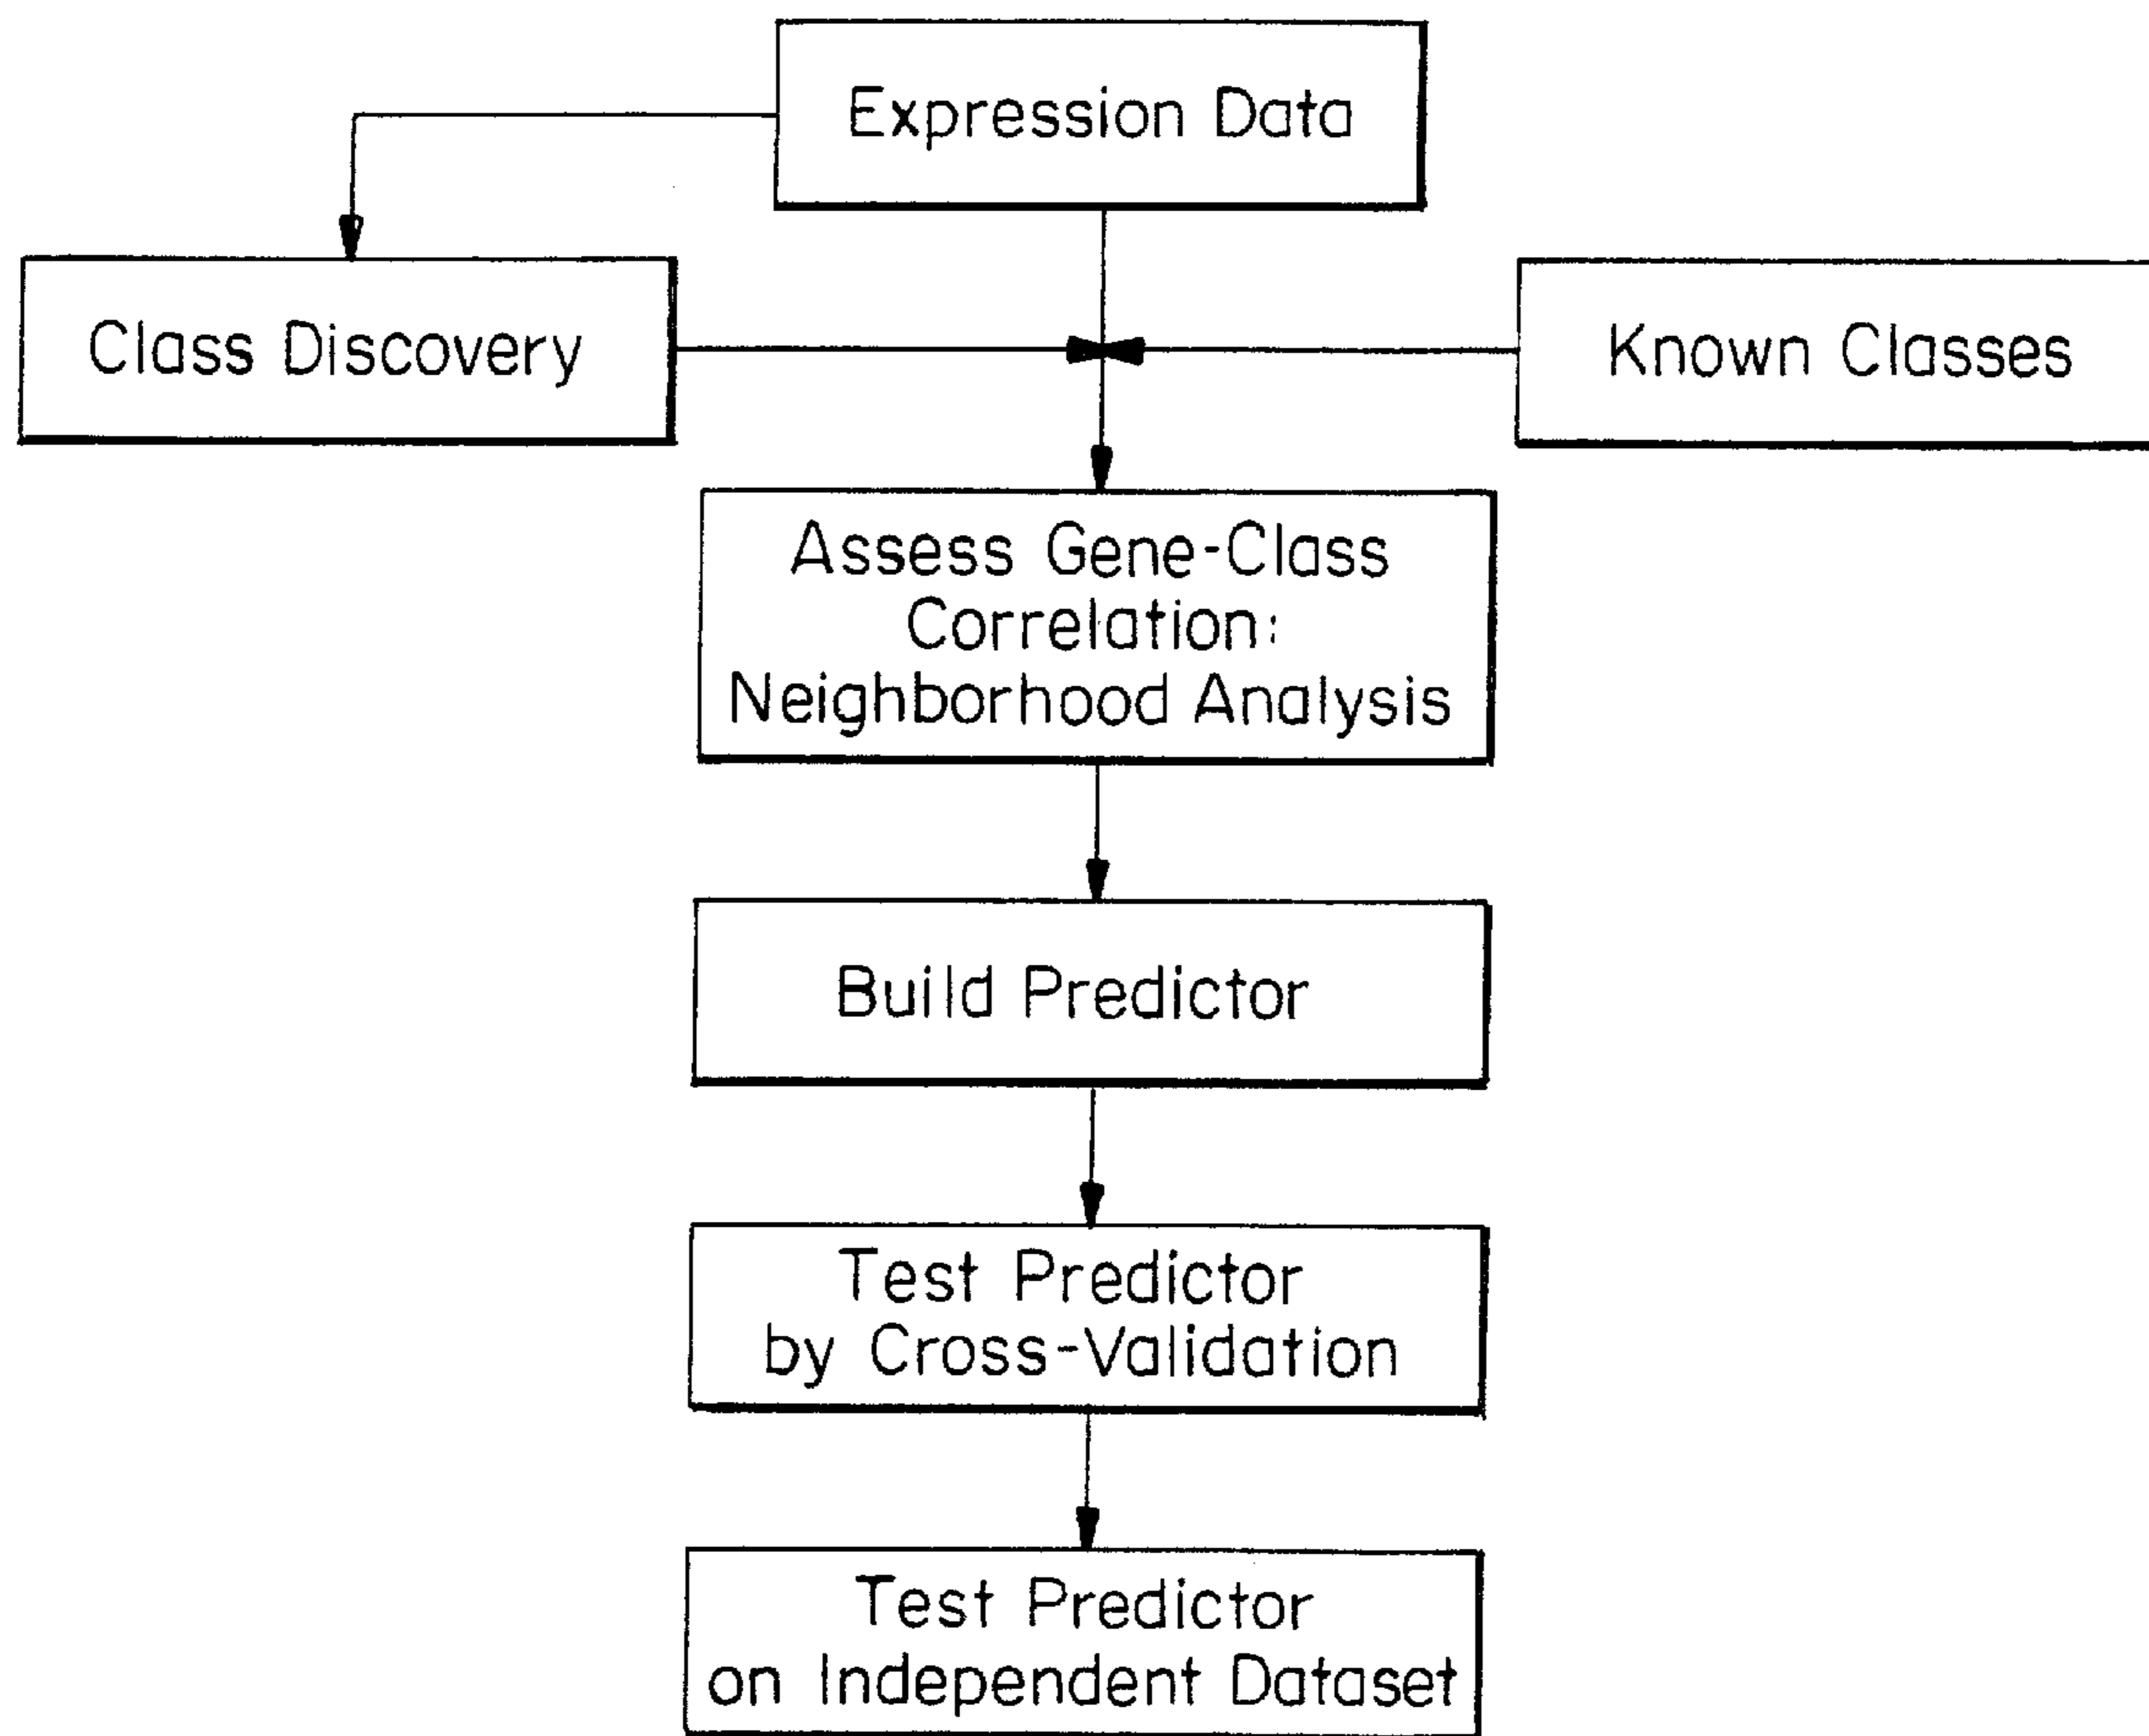 Expression Data
Class Discovery
Known Classes
Assess Gene-Class
Correlation:
Neighborhood Analysis
Build Predictor
Test Predictor
by Cross-Validation
Test Predictor
on Independent Dataset